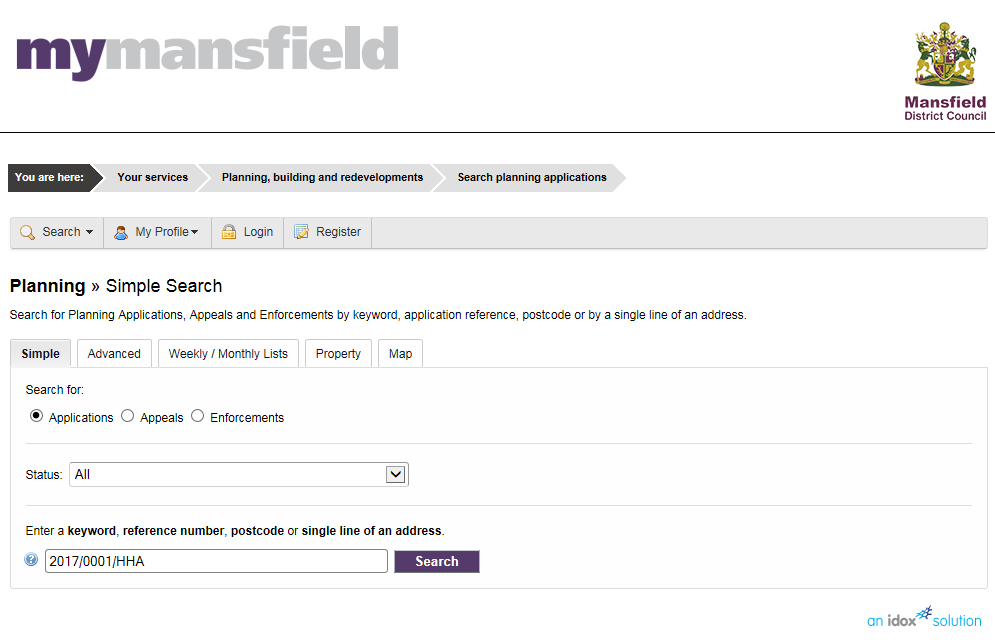 mymansfield
Mansfield
District Council
You are here: Your services Planning, building and redevelopments Search planning applications
Search My Profile Login Register
Planning » Simple Search
Search for Planning Applications, Appeals and Enforcements by keyword, application reference, postcode or by a single line of an address.
Simple Advanced Weekly / Monthly Lists Property Map
Search for:
Applications Appeals Enforcements
Status: All
Enter a keyword, reference number, postcode or single line of an address.
? 2017/0001/HHA Search
an idox solution